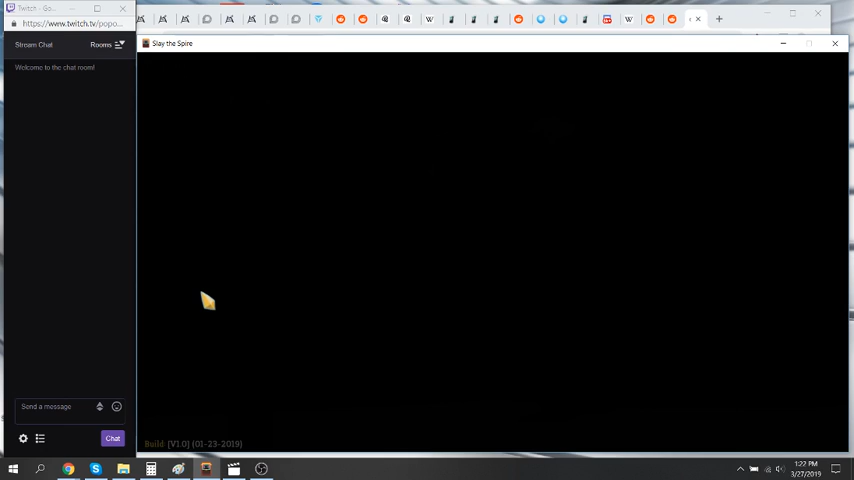 Twitch - Go...
https://www.twitch.tv/popo...
Stream Chat
Rooms
Welcome to the chat room!
Send a message
Chat
Slay the Spire
Build: [V1.0] (01-23-2019)
1:22 PM
3/27/2019